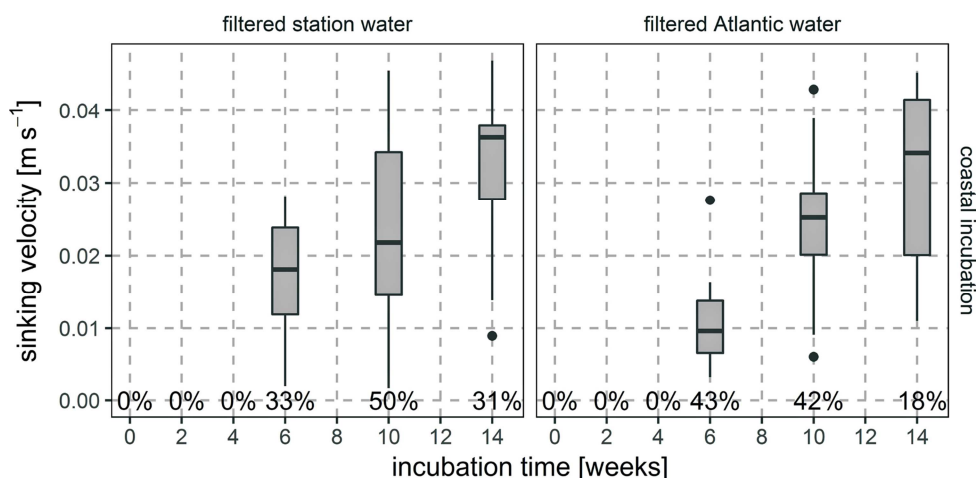 filtered station water filtered Atlantic water
sinking velocity [m s⁻¹]
0.04
0.03
0.02
0.01
0.00
0% 0% 0% 33% 50% 31% 0% 0% 0% 43% 42% 18%
0 2 4 6 8 10 12 14 0 2 4 6 8 10 12 14
incubation time [weeks]
coastal incubation